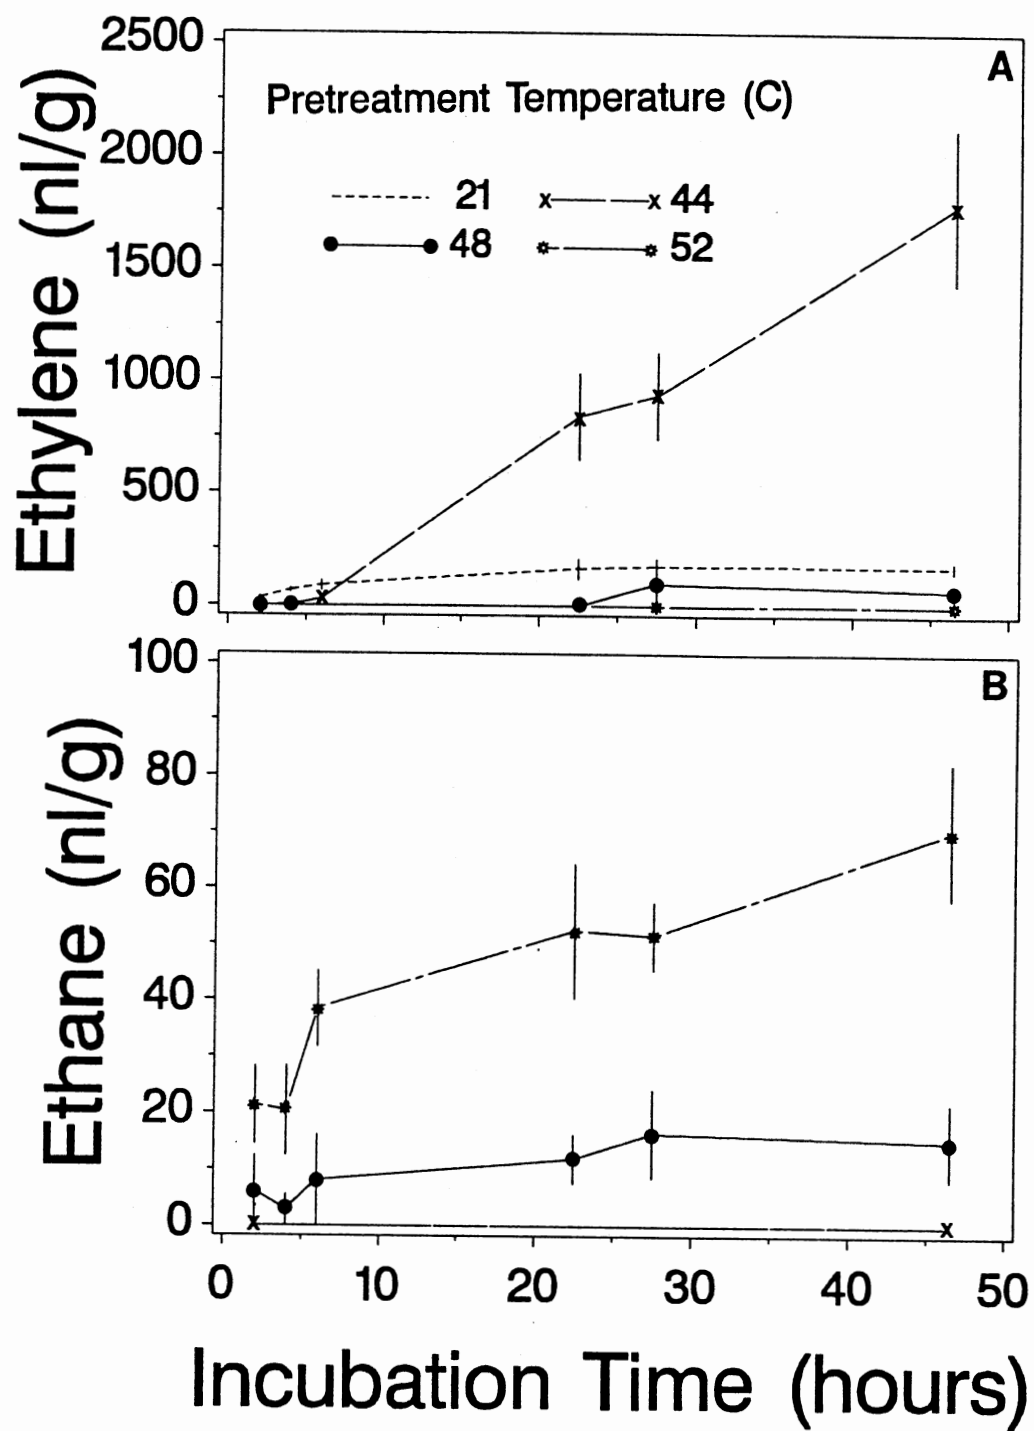 2500
A
Pretreatment Temperature (C)
2000
21
44
48
52
1500
1000
500
0
Ethylene (nl/g)
100
B
80
60
40
20
0
Ethane (nl/g)
0 10 20 30 40 50
Incubation Time (hours)